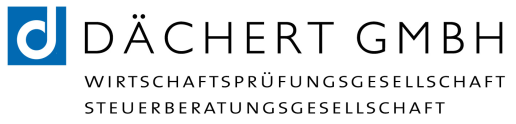 d DÄCHERT GMBH
WIRTSCHAFTSPRÜFUNGSGESELLSCHAFT
STEUERBERATUNGSGESELLSCHAFT